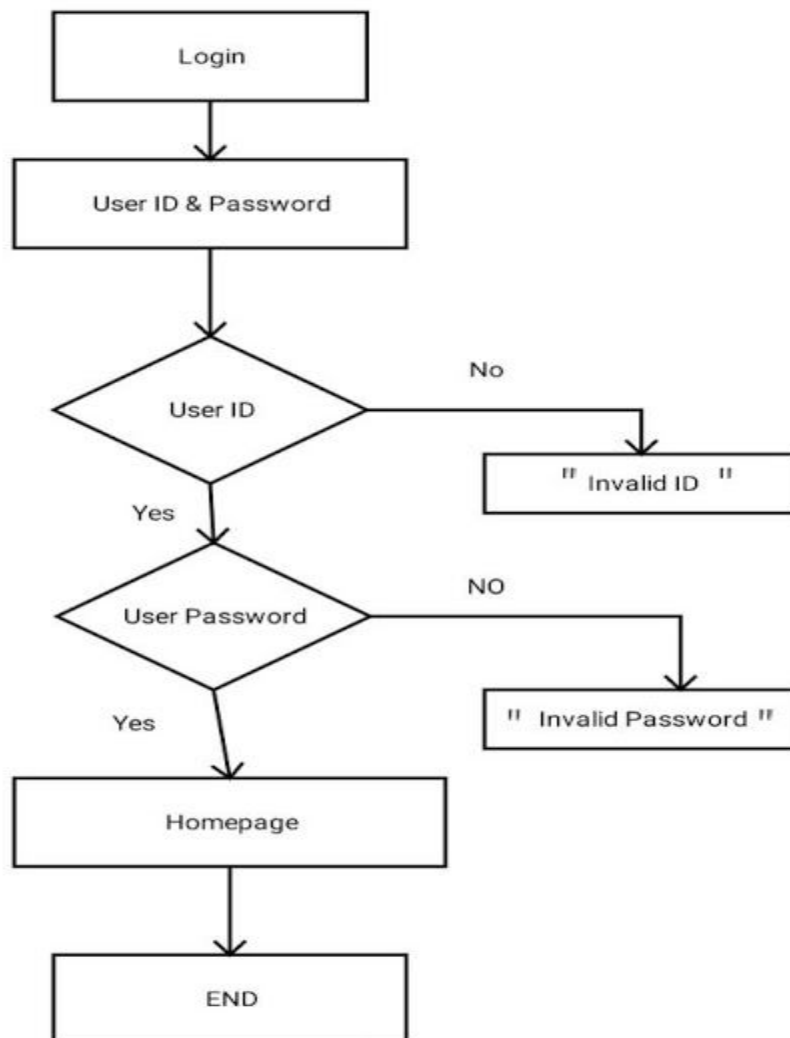 Login
User ID & Password
User ID
No
" Invalid ID "
Yes
User Password
NO
" Invalid Password "
Yes
Homepage
END